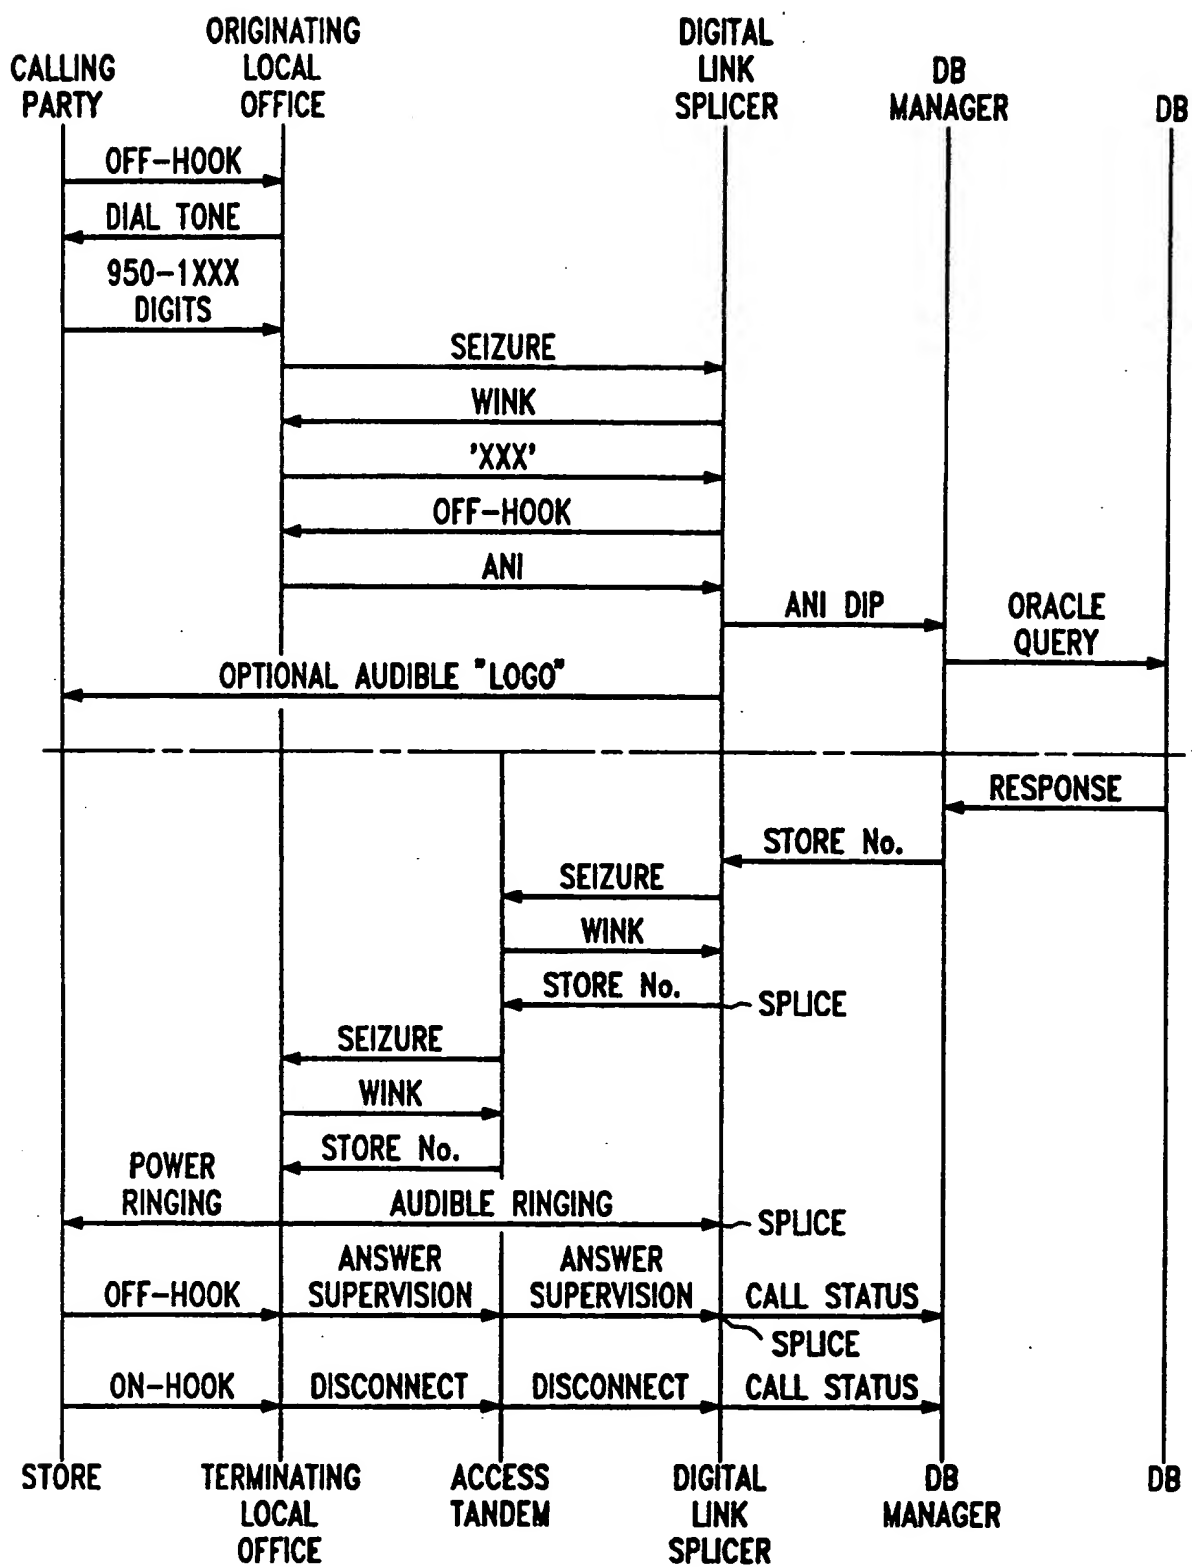 CALLING
PARTY
ORIGINATING
LOCAL
OFFICE
DIGITAL
LINK
SPLICER
DB
MANAGER
DB
OFF-HOOK
DIAL TONE
950-1XXX
DIGITS
SEIZURE
WINK
'XXX'
OFF-HOOK
ANI
ANI DIP
ORACLE
QUERY
OPTIONAL AUDIBLE "LOGO"
RESPONSE
STORE No.
SEIZURE
WINK
STORE No.
SPLICE
SEIZURE
WINK
STORE No.
POWER
RINGING
AUDIBLE RINGING
SPLICE
OFF-HOOK
ANSWER
SUPERVISION
ANSWER
SUPERVISION
CALL STATUS
SPLICE
ON-HOOK
DISCONNECT
DISCONNECT
CALL STATUS
STORE
TERMINATING
LOCAL
OFFICE
ACCESS
TANDEM
DIGITAL
LINK
SPLICER
DB
MANAGER
DB